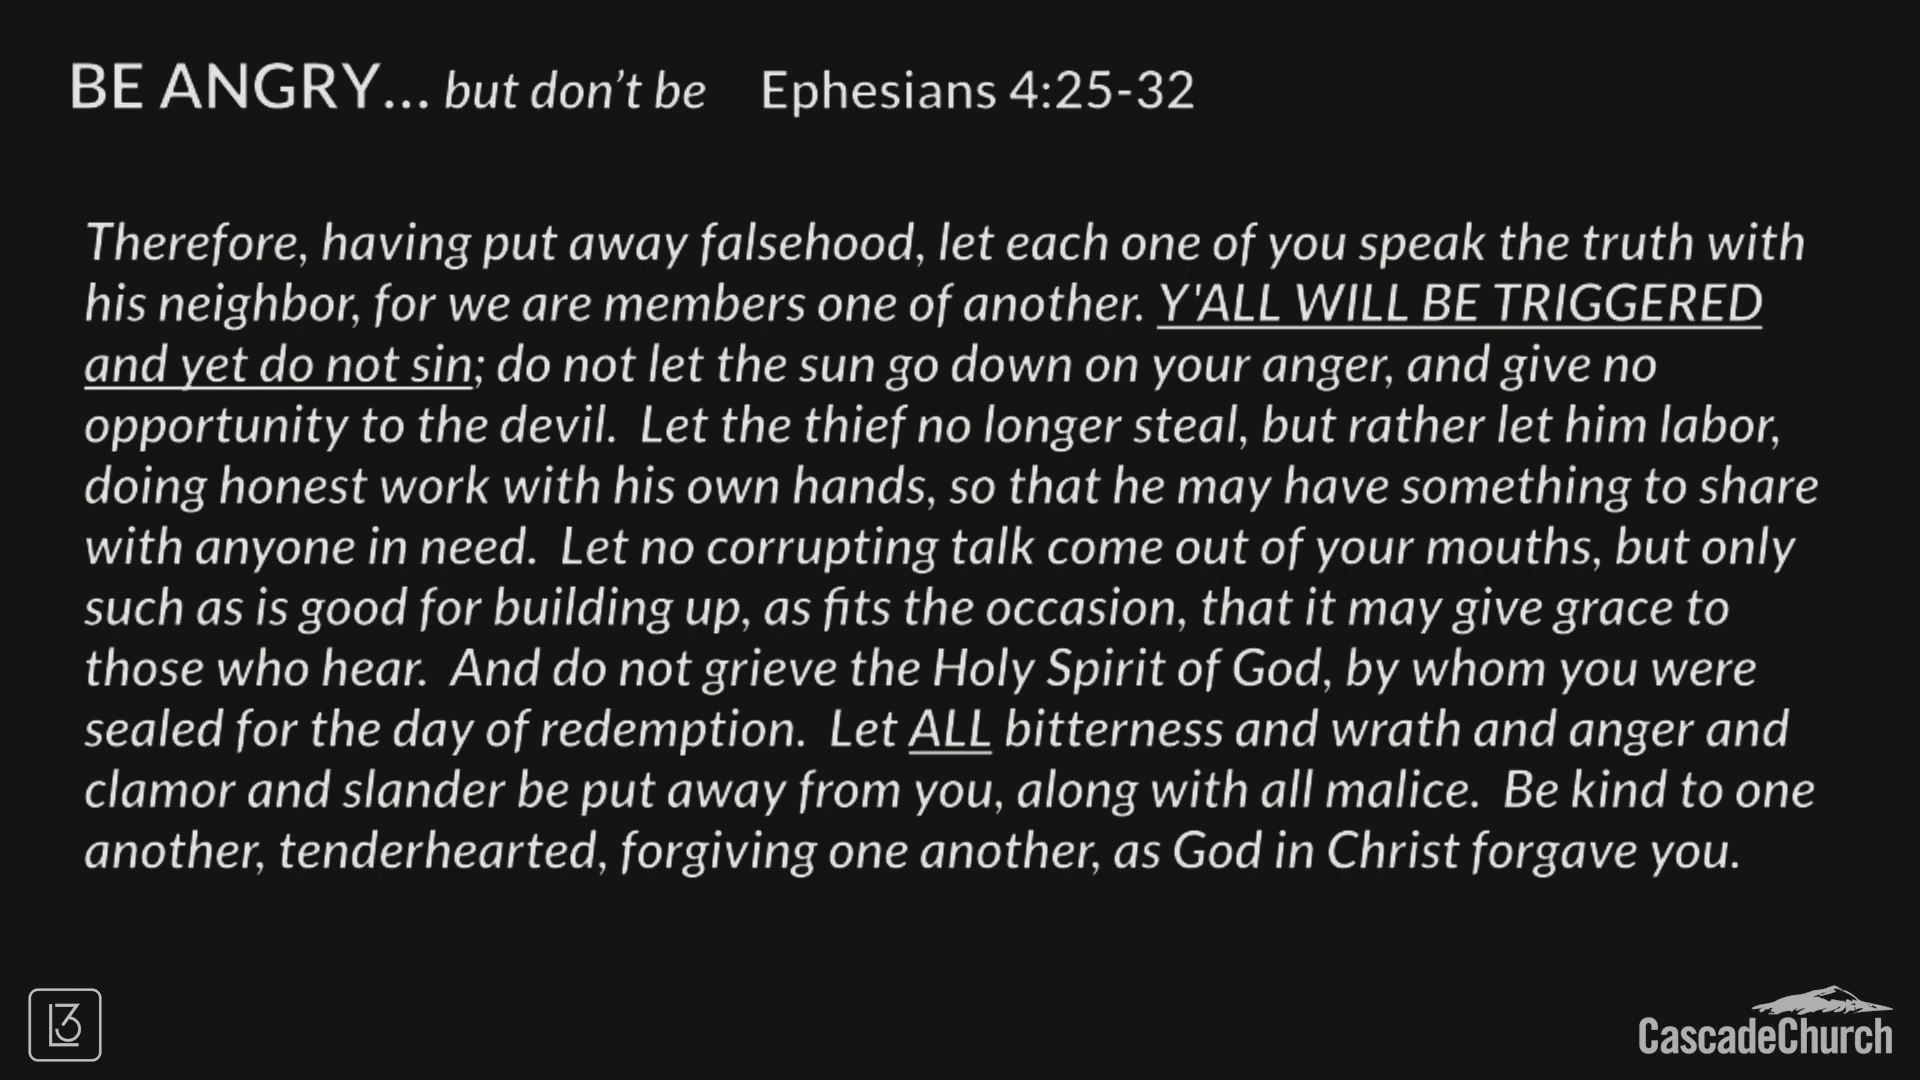 BE ANGRY... but don't be Ephesians 4:25-32
Therefore, having put away falsehood, let each one of you speak the truth with
his neighbor, for we are members one of another. Y'ALL WILL BE TRIGGERED
and yet do not sin; do not let the sun go down on your anger, and give no
opportunity to the devil. Let the thief no longer steal, but rather let him labor,
doing honest work with his own hands, so that he may have something to share
with anyone in need. Let no corrupting talk come out of your mouths, but only
such as is good for building up, as fits the occasion, that it may give grace to
those who hear. And do not grieve the Holy Spirit of God, by whom you were
sealed for the day of redemption. Let ALL bitterness and wrath and anger and
clamor and slander be put away from you, along with all malice. Be kind to one
another, tenderhearted, forgiving one another, as God in Christ forgave you.
L3
CascadeChurch